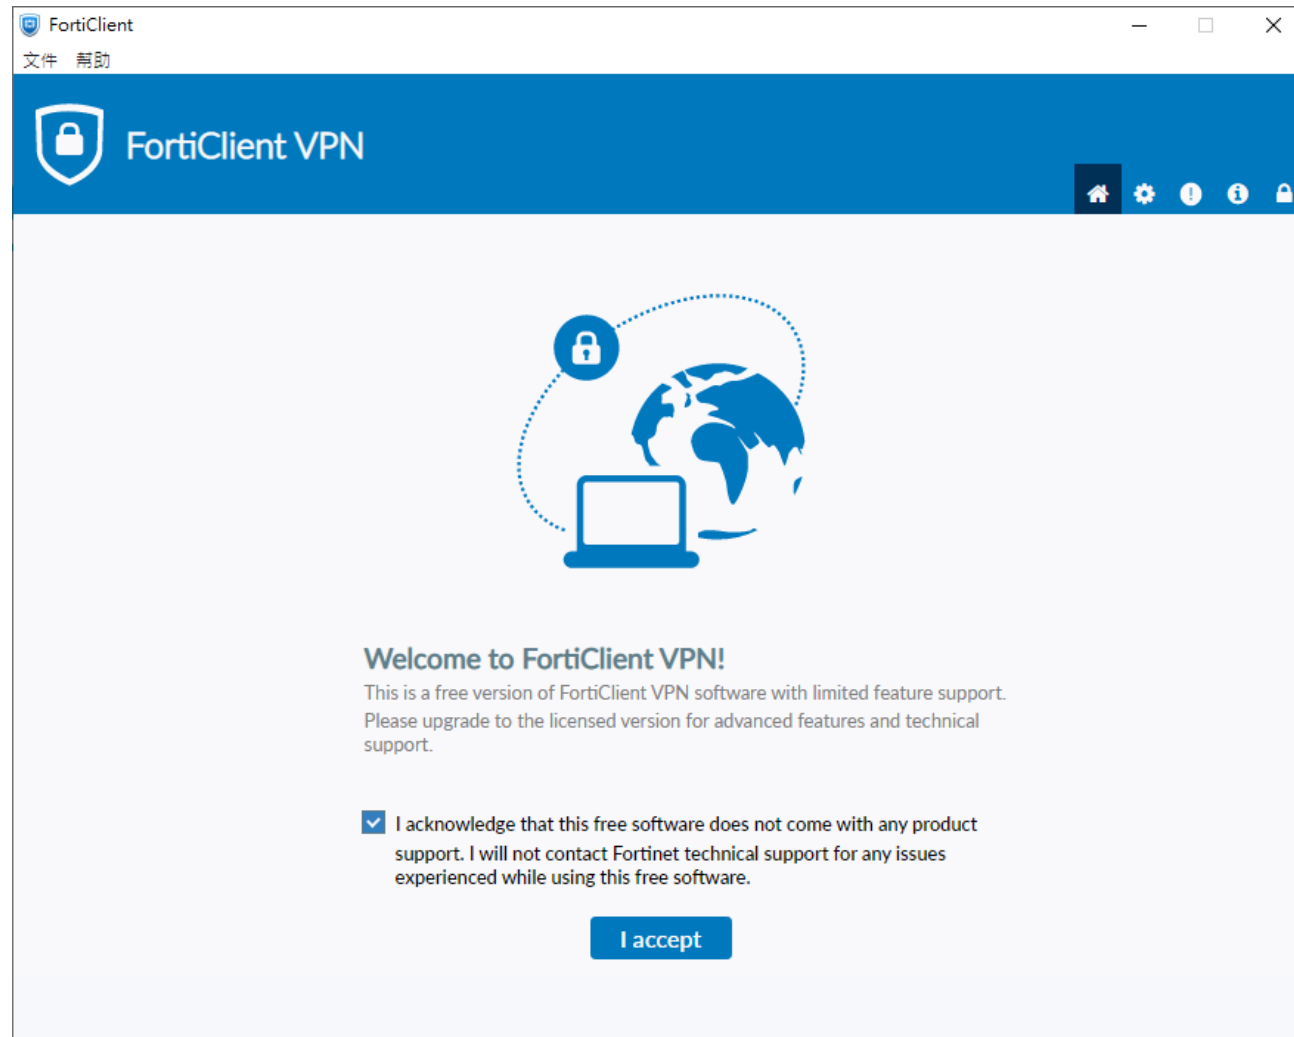 FortiClient
文件 幫助
FortiClient VPN
Welcome to FortiClient VPN!
This is a free version of FortiClient VPN software with limited feature support.
Please upgrade to the licensed version for advanced features and technical
support.
I acknowledge that this free software does not come with any product
support. I will not contact Fortinet technical support for any issues
experienced while using this free software.
I accept